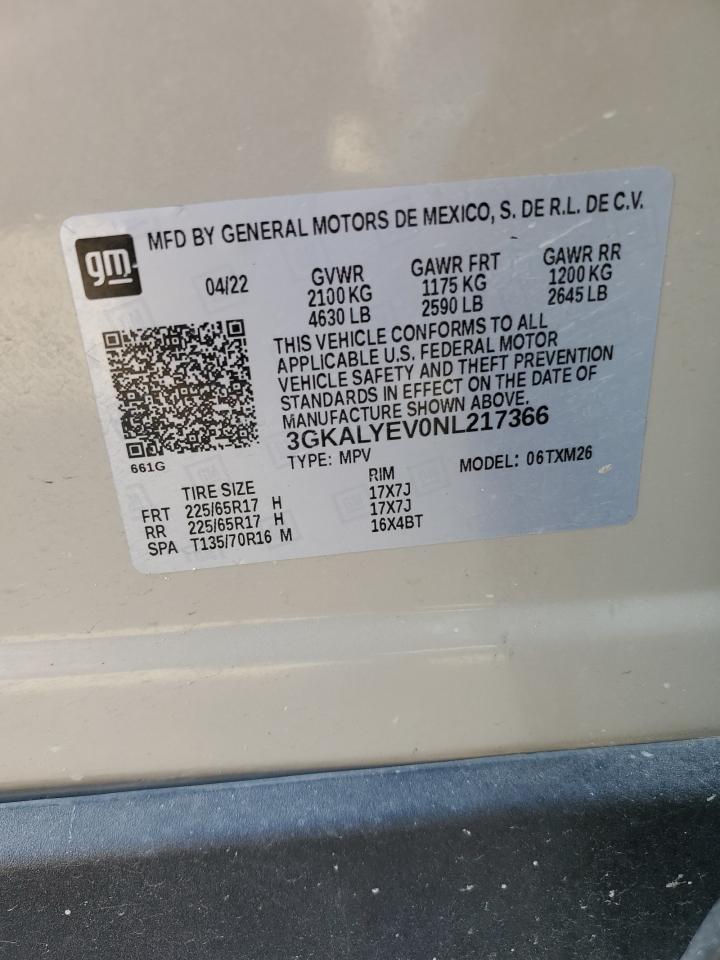 gm
MFD BY GENERAL MOTORS DE MEXICO, S. DE R.L. DE C.V.
04/22 GVWR GAWR FRT GAWR RR
2100 KG 1175 KG 1200 KG
4630 LB 2590 LB 2645 LB
THIS VEHICLE CONFORMS TO ALL
APPLICABLE U.S. FEDERAL MOTOR
VEHICLE SAFETY AND THEFT PREVENTION
STANDARDS IN EFFECT ON THE DATE OF
MANUFACTURE SHOWN ABOVE.
3GKALYEV0NL217366
661G
TYPE: MPV MODEL: 06TXM26
TIRE SIZE RIM
FRT 225/65R17 H 17X7J
RR 225/65R17 H 17X7J
SPA T135/70R16 M 16X4BT